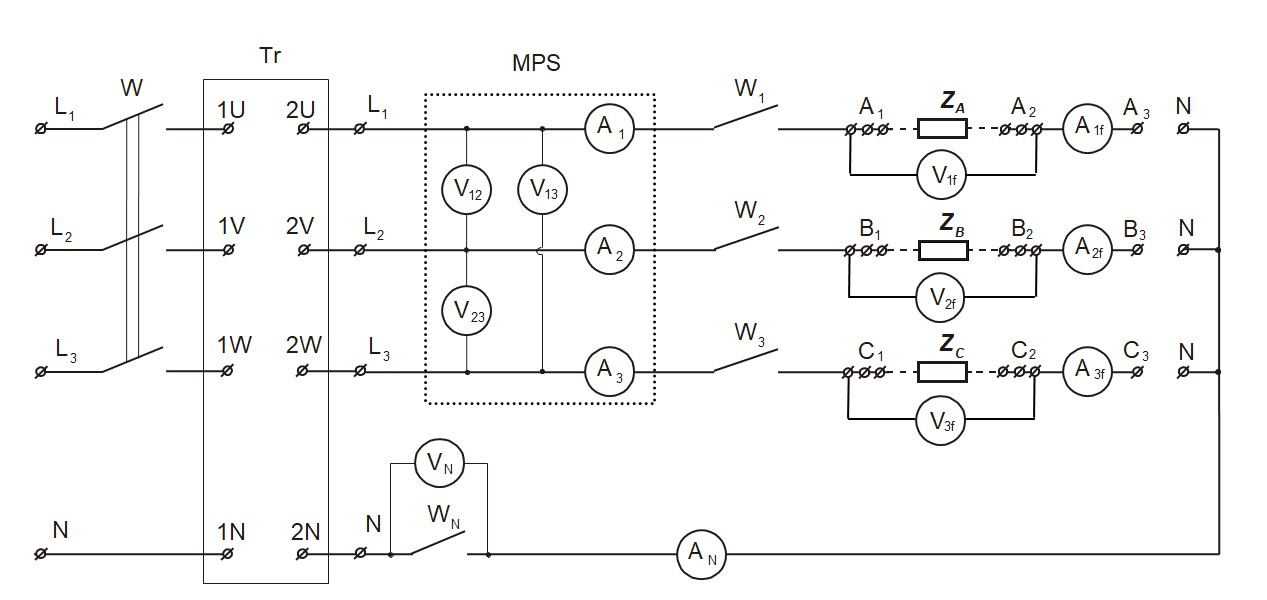 Tr
MPS
L1 W 1U 2U L1 A1 W1 A1 ZA A2 A1f A3 N
V12 V13 V1f
L2 1V 2V L2 A2 W2 B1 ZB B2 A2f B3 N
V23 V2f
L3 1W 2W L3 A3 W3 C1 ZC C2 A3f C3 N
V3f
VN
N 1N 2N N WN AN